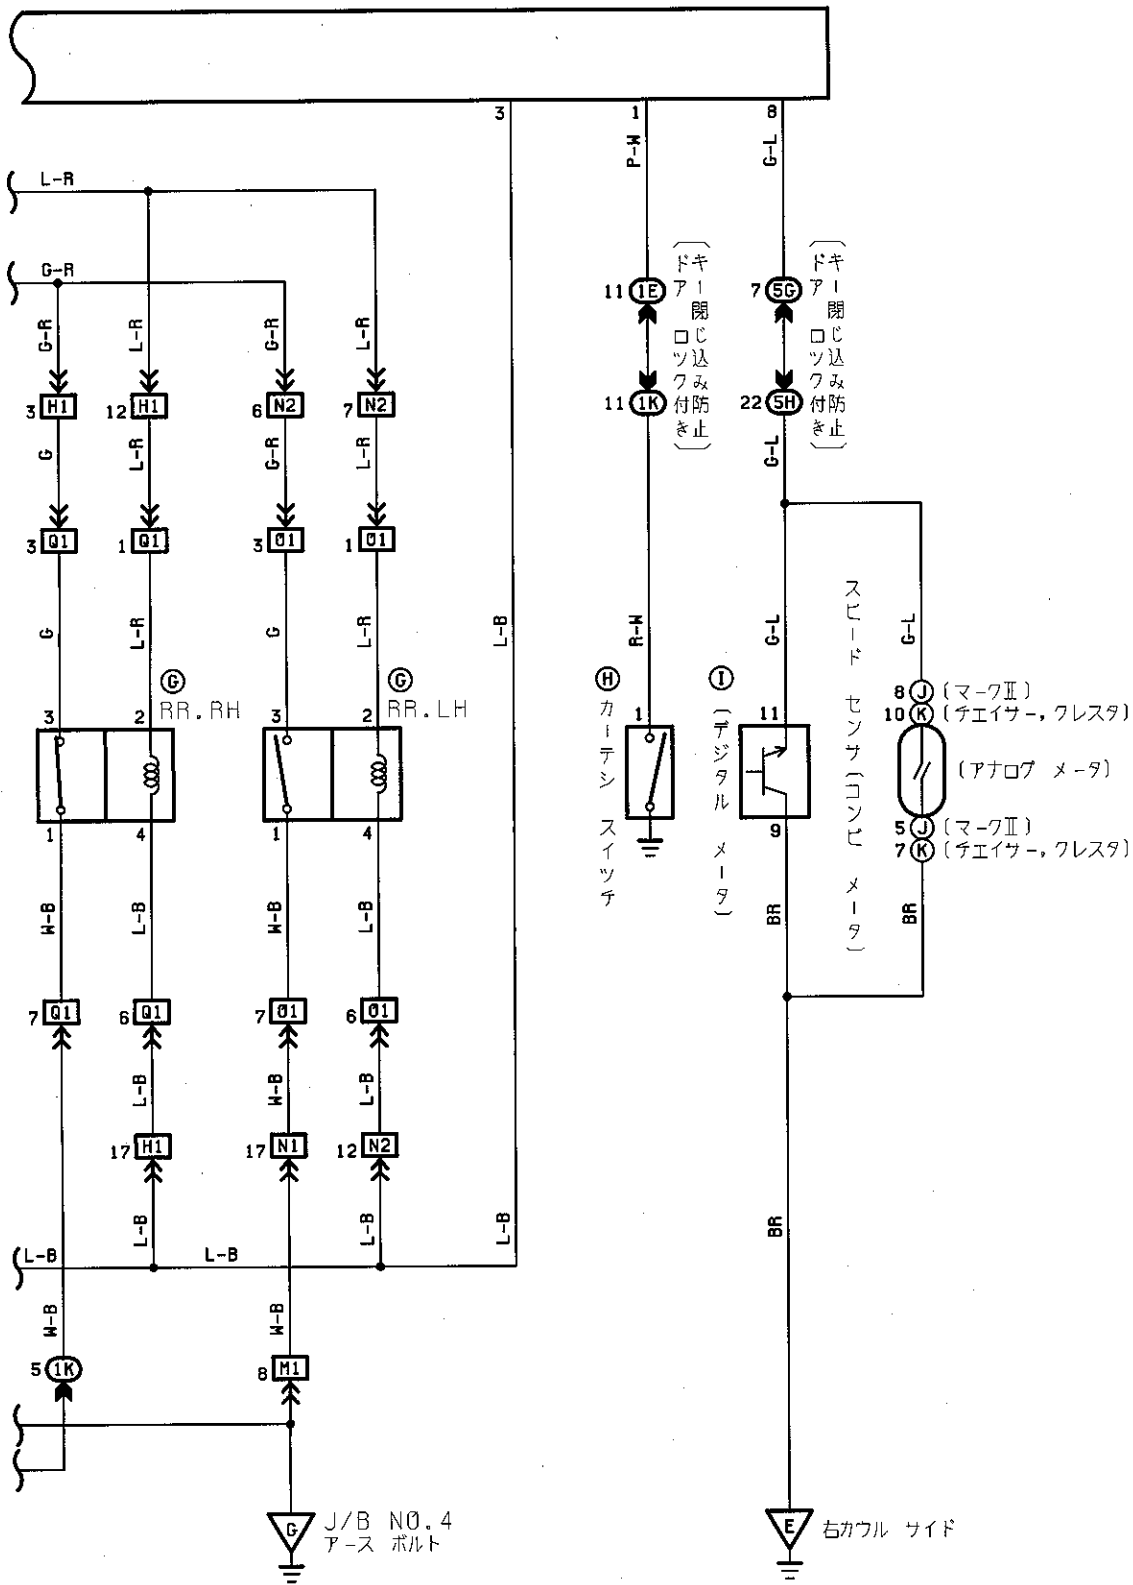 3
1
8
P-W
G-L
L-R
G-R
11 1E
7 5G
(キー閉じ込み防止
ドア ロック付き)
(キー閉じ込み防止
ドア ロック付き)
G-R
L-R
G-R
L-R
3 H1
12 H1
6 N2
7 N2
11 1K
22 5H
G
L-R
G-R
L-R
G-L
3 Q1
1 Q1
3 O1
1 O1
G
L-R
G
L-R
L-B
R-W
G-L
G-L
G
RR.RH
G
RR.LH
H カーテシ スイッチ
I (デジタル メータ)
スピード センサ(コンビ メータ)
8 J (マークII)
10 K (チエイサー,クレスタ)
3
2
3
2
1
11
(アナログ メータ)
1
4
1
4
9
5 J (マークII)
7 K (チエイサー,クレスタ)
W-B
L-B
W-B
L-B
BR
BR
7 Q1
6 Q1
7 O1
6 O1
L-B
W-B
L-B
17 H1
17 N1
12 N2
L-B
L-B
L-B
BR
L-B
L-B
W-B
W-B
5 1K
8 M1
G
J/B NO.4
アース ボルト
E
右カウル サイド